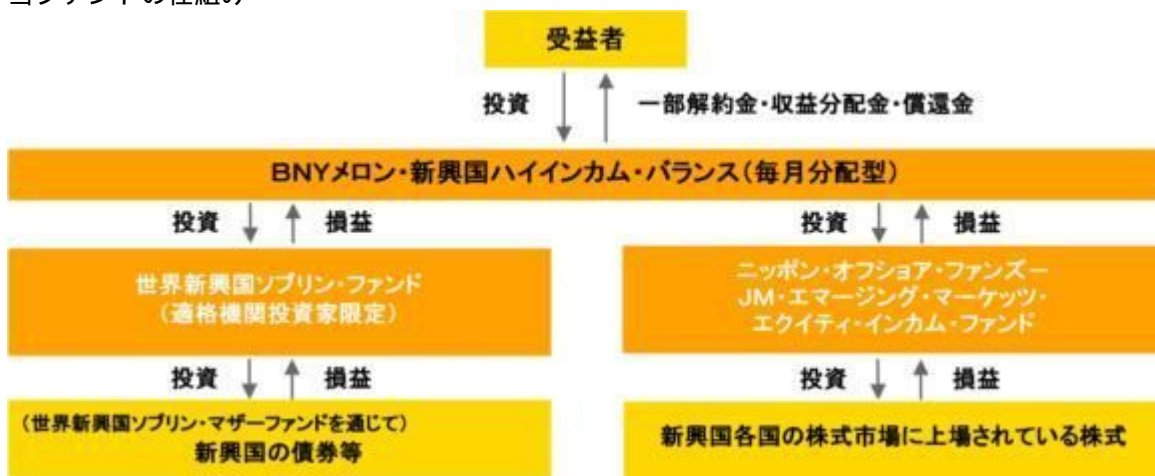 受益者
投資
一部解約金・収益分配金・償還金
BNYメロン・新興国ハイインカム・バランス(毎月分配型)
投資 損益
投資 損益
世界新興国ソブリン・ファンド
(適格機関投資家限定)
ニッポン・オフショア・ファンズー
JM・エマージング・マーケッツ・
エクイティ・インカム・ファンド
投資 損益
投資 損益
(世界新興国ソブリン・マザーファンドを通じて)
新興国の債券等
新興国各国の株式市場に上場されている株式